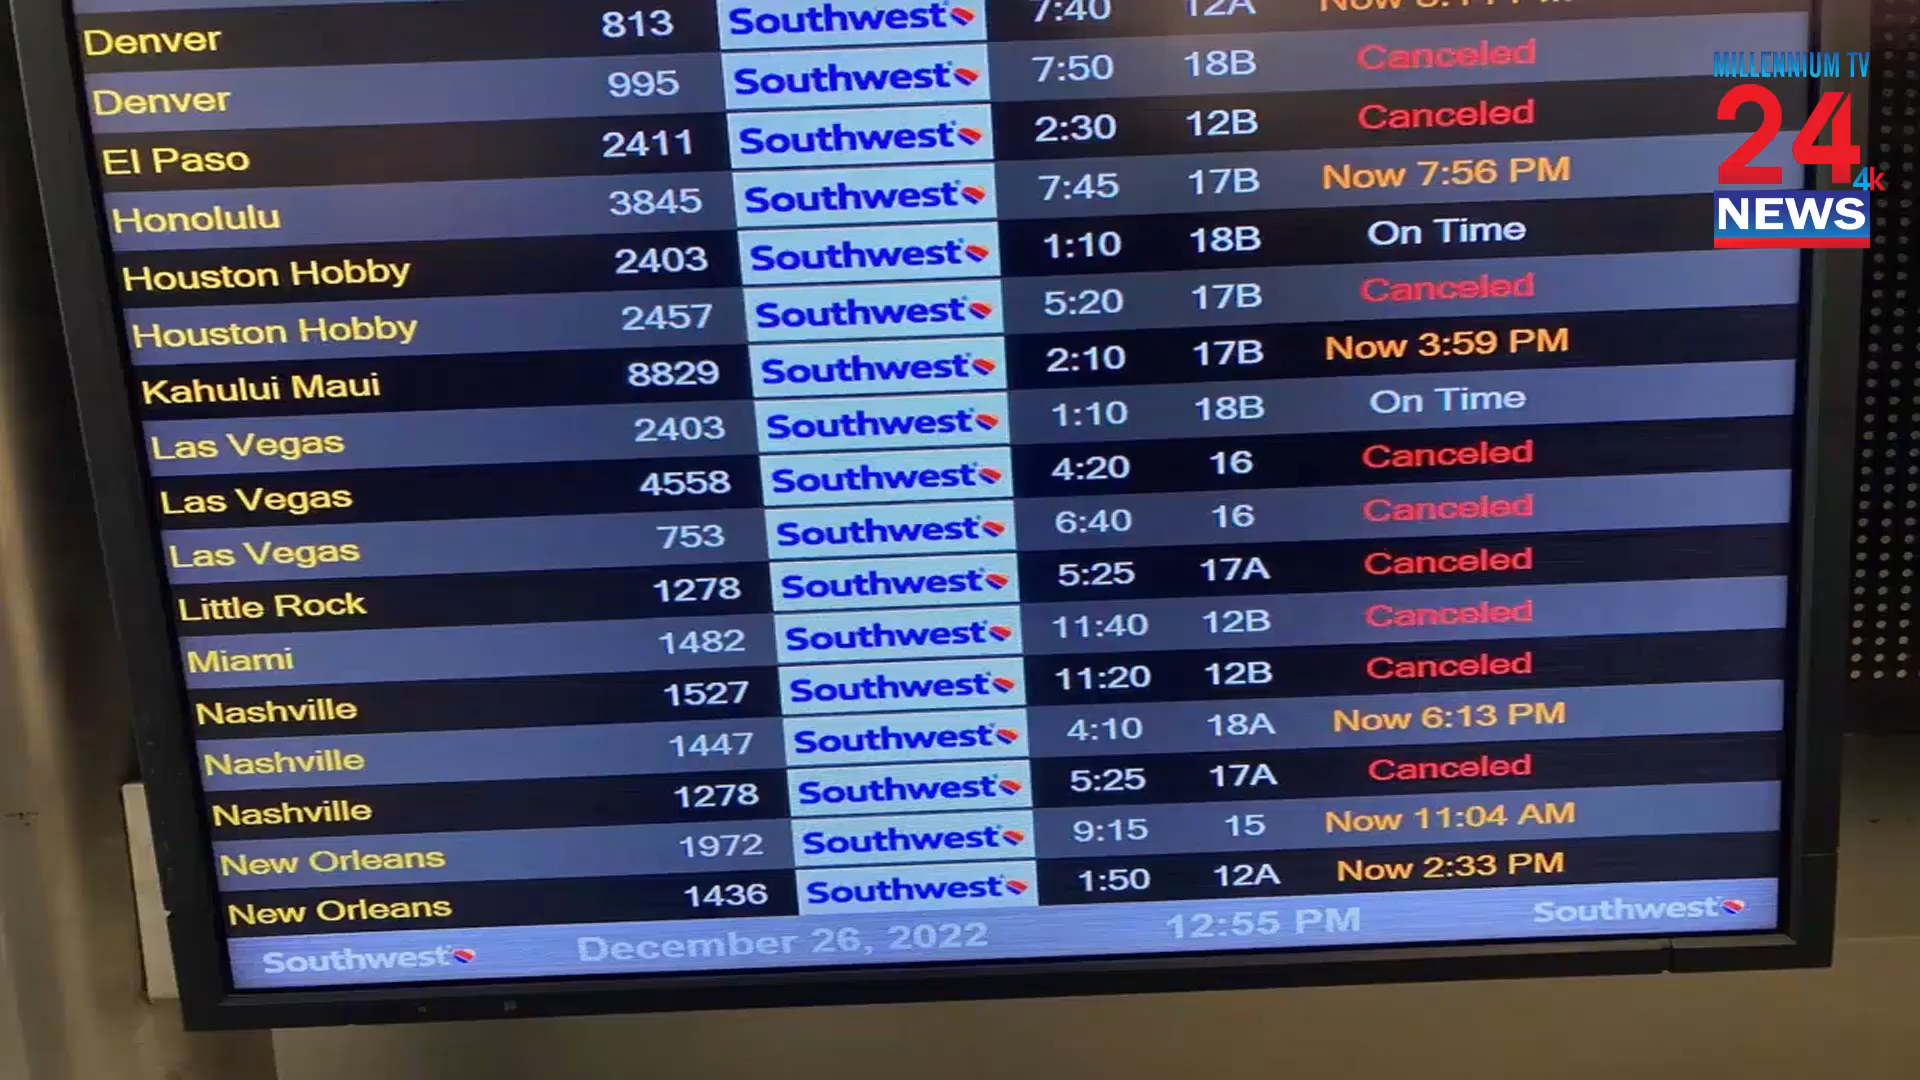 Denver 813 Southwest 7:40 12A Now
Denver 995 Southwest 7:50 18B Canceled
El Paso 2411 Southwest 2:30 12B Canceled
Honolulu 3845 Southwest 7:45 17B Now 7:56 PM
Houston Hobby 2403 Southwest 1:10 18B On Time
Houston Hobby 2457 Southwest 5:20 17B Canceled
Kahului Maui 8829 Southwest 2:10 17B Now 3:59 PM
Las Vegas 2403 Southwest 1:10 18B On Time
Las Vegas 4558 Southwest 4:20 16 Canceled
Las Vegas 753 Southwest 6:40 16 Canceled
Little Rock 1278 Southwest 5:25 17A Canceled
Miami 1482 Southwest 11:40 12B Canceled
Nashville 1527 Southwest 11:20 12B Canceled
Nashville 1447 Southwest 4:10 18A Now 6:13 PM
Nashville 1278 Southwest 5:25 17A Canceled
New Orleans 1972 Southwest 9:15 15 Now 11:04 AM
New Orleans 1436 Southwest 1:50 12A Now 2:33 PM
Southwest December 26, 2022 12:55 PM Southwest
MILLENNIUM TV
24
4K
NEWS